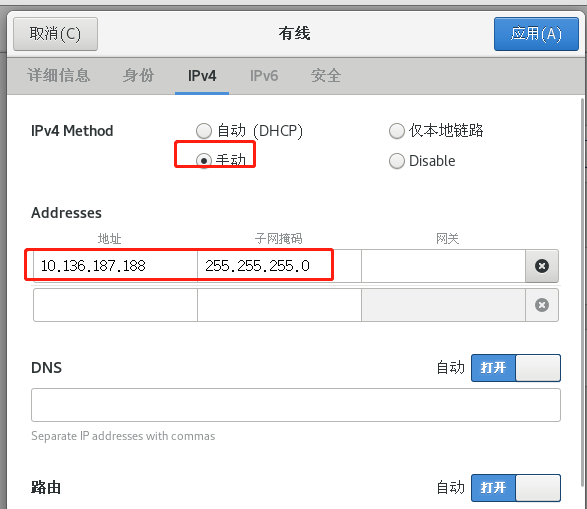 取消(C) 有线 应用(A)
详细信息 身份 IPv4 IPv6 安全
IPv4 Method 自动 (DHCP) 仅本地链路
手动 Disable
Addresses
地址 子网掩码 网关
10.136.187.188 255.255.255.0
DNS 自动 打开
Separate IP addresses with commas
路由 自动 打开